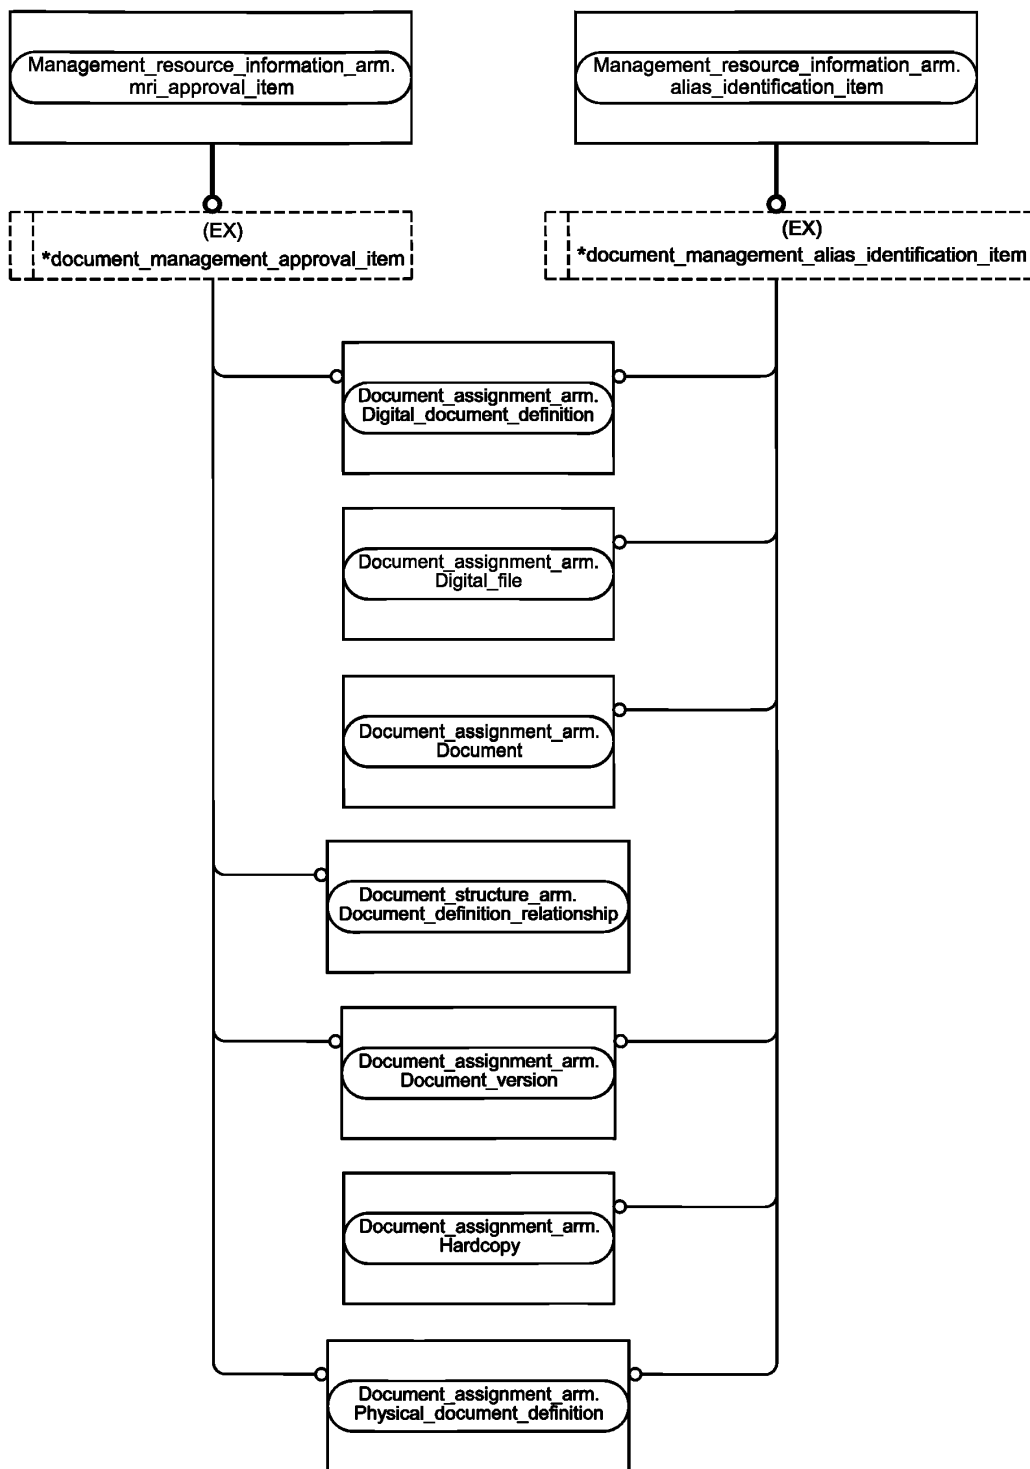 Management_resource_information_arm.
mri_approval_item
Management_resource_information_arm.
alias_identification_item
(EX)
*document_management_approval_item
(EX)
*document_management_alias_identification_item
Document_assignment_arm.
Digital_document_definition
Document_assignment_arm.
Digital_file
Document_assignment_arm.
Document
Document_structure_arm.
Document_definition_relationship
Document_assignment_arm.
Document_version
Document_assignment_arm.
Hardcopy
Document_assignment_arm.
Physical_document_definition